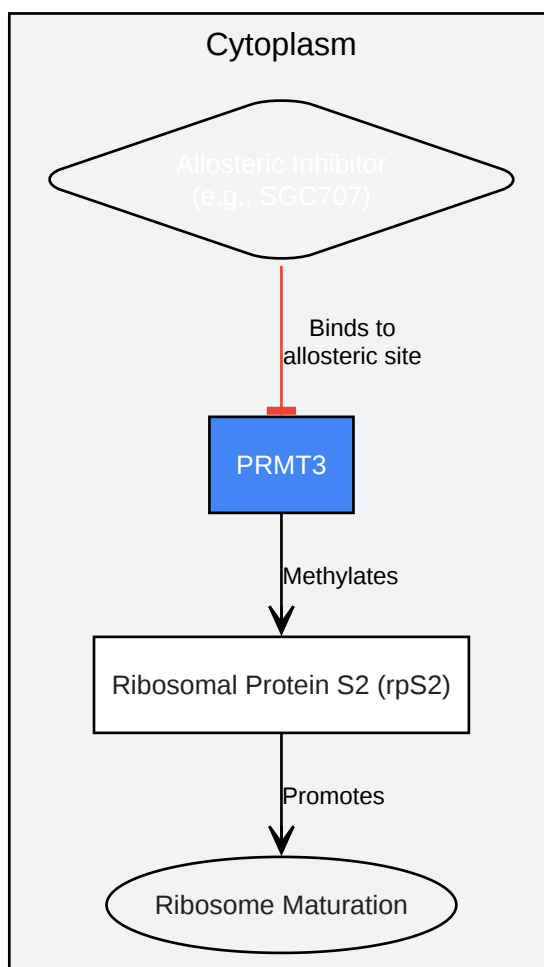 Cytoplasm
Allosteric Inhibitor
(e.g., SGC707)
Binds to
allosteric site
PRMT3
Methylates
Ribosomal Protein S2 (rpS2)
Promotes
Ribosome Maturation